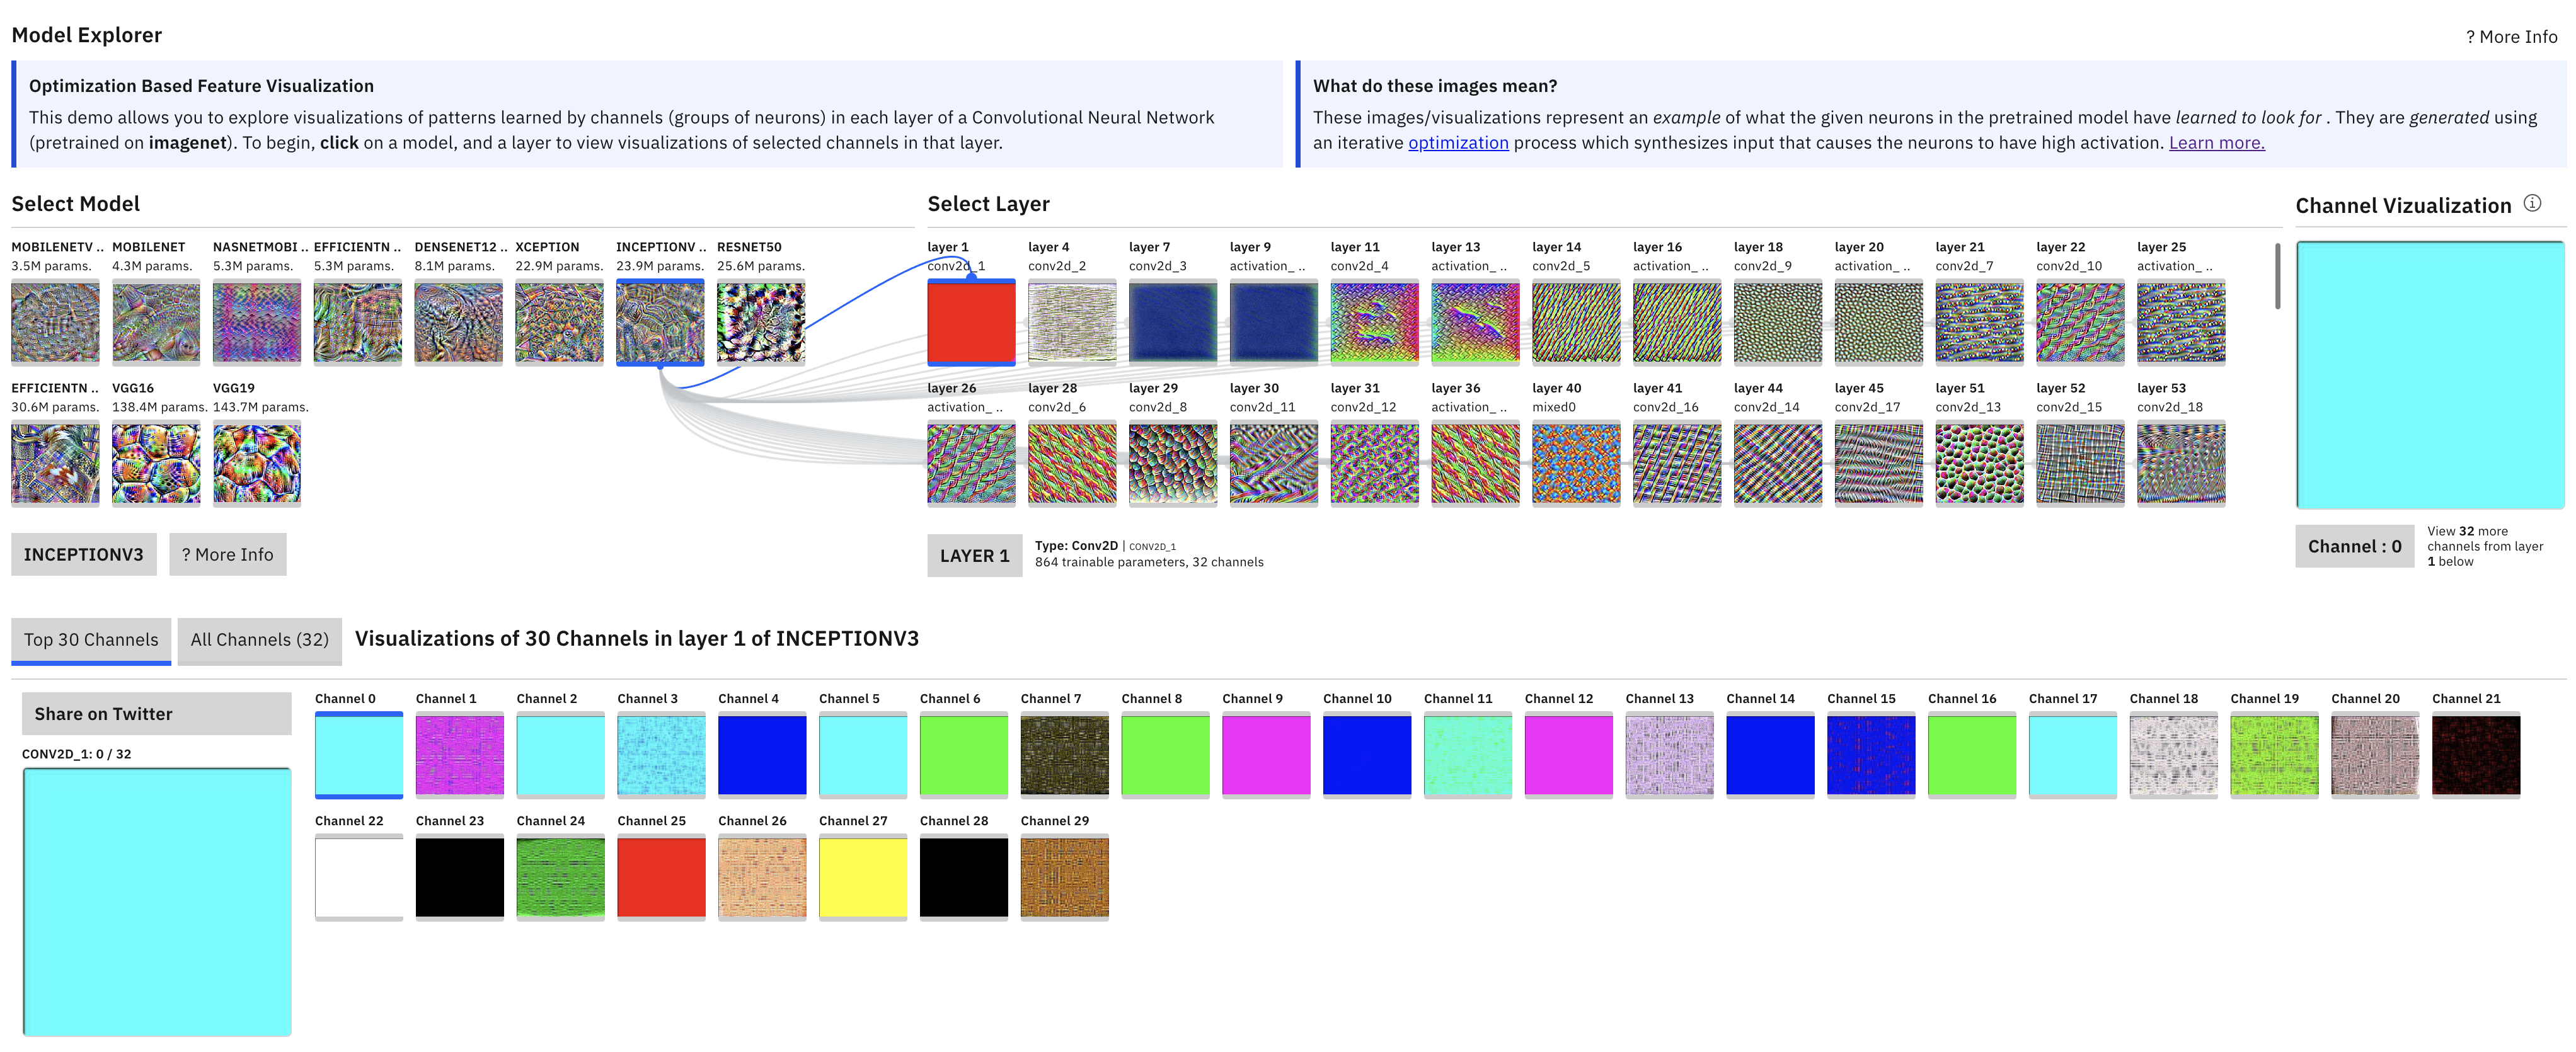 Model Explorer
? More Info
Optimization Based Feature Visualization
This demo allows you to explore visualizations of patterns learned by channels (groups of neurons) in each layer of a Convolutional Neural Network
(pretrained on imagenet). To begin, click on a model, and a layer to view visualizations of selected channels in that layer.
What do these images mean?
These images/visualizations represent an example of what the given neurons in the pretrained model have learned to look for . They are generated using
an iterative optimization process which synthesizes input that causes the neurons to have high activation. Learn more.
Select Model
MOBILENETV .. MOBILENET NASNETMOBI .. EFFICIENTN .. DENSENET12 .. XCEPTION INCEPTIONV .. RESNET50
3.5M params. 4.3M params. 5.3M params. 5.3M params. 8.1M params. 22.9M params. 23.9M params. 25.6M params.
EFFICIENTN .. VGG16 VGG19
30.6M params. 138.4M params. 143.7M params.
INCEPTIONV3 ? More Info
Select Layer
layer 1 layer 4 layer 7 layer 9 layer 11 layer 13 layer 14 layer 16 layer 18 layer 20 layer 21 layer 22 layer 25
conv2d_1 conv2d_2 conv2d_3 activation_ .. conv2d_4 activation_ .. conv2d_5 activation_ .. conv2d_9 activation_ .. conv2d_7 conv2d_10 activation_ ..
layer 26 layer 28 layer 29 layer 30 layer 31 layer 36 layer 40 layer 41 layer 44 layer 45 layer 51 layer 52 layer 53
activation_ .. conv2d_6 conv2d_8 conv2d_11 conv2d_12 activation_ .. mixed0 conv2d_16 conv2d_14 conv2d_17 conv2d_13 conv2d_15 conv2d_18
LAYER 1
Type: Conv2D | CONV2D_1
864 trainable parameters, 32 channels
Channel Vizualization
Channel : 0
View 32 more
channels from layer
1 below
Top 30 Channels All Channels (32) Visualizations of 30 Channels in layer 1 of INCEPTIONV3
Share on Twitter
CONV2D_1: 0 / 32
Channel 0 Channel 1 Channel 2 Channel 3 Channel 4 Channel 5 Channel 6 Channel 7 Channel 8 Channel 9 Channel 10 Channel 11 Channel 12 Channel 13 Channel 14 Channel 15 Channel 16 Channel 17 Channel 18 Channel 19 Channel 20 Channel 21
Channel 22 Channel 23 Channel 24 Channel 25 Channel 26 Channel 27 Channel 28 Channel 29